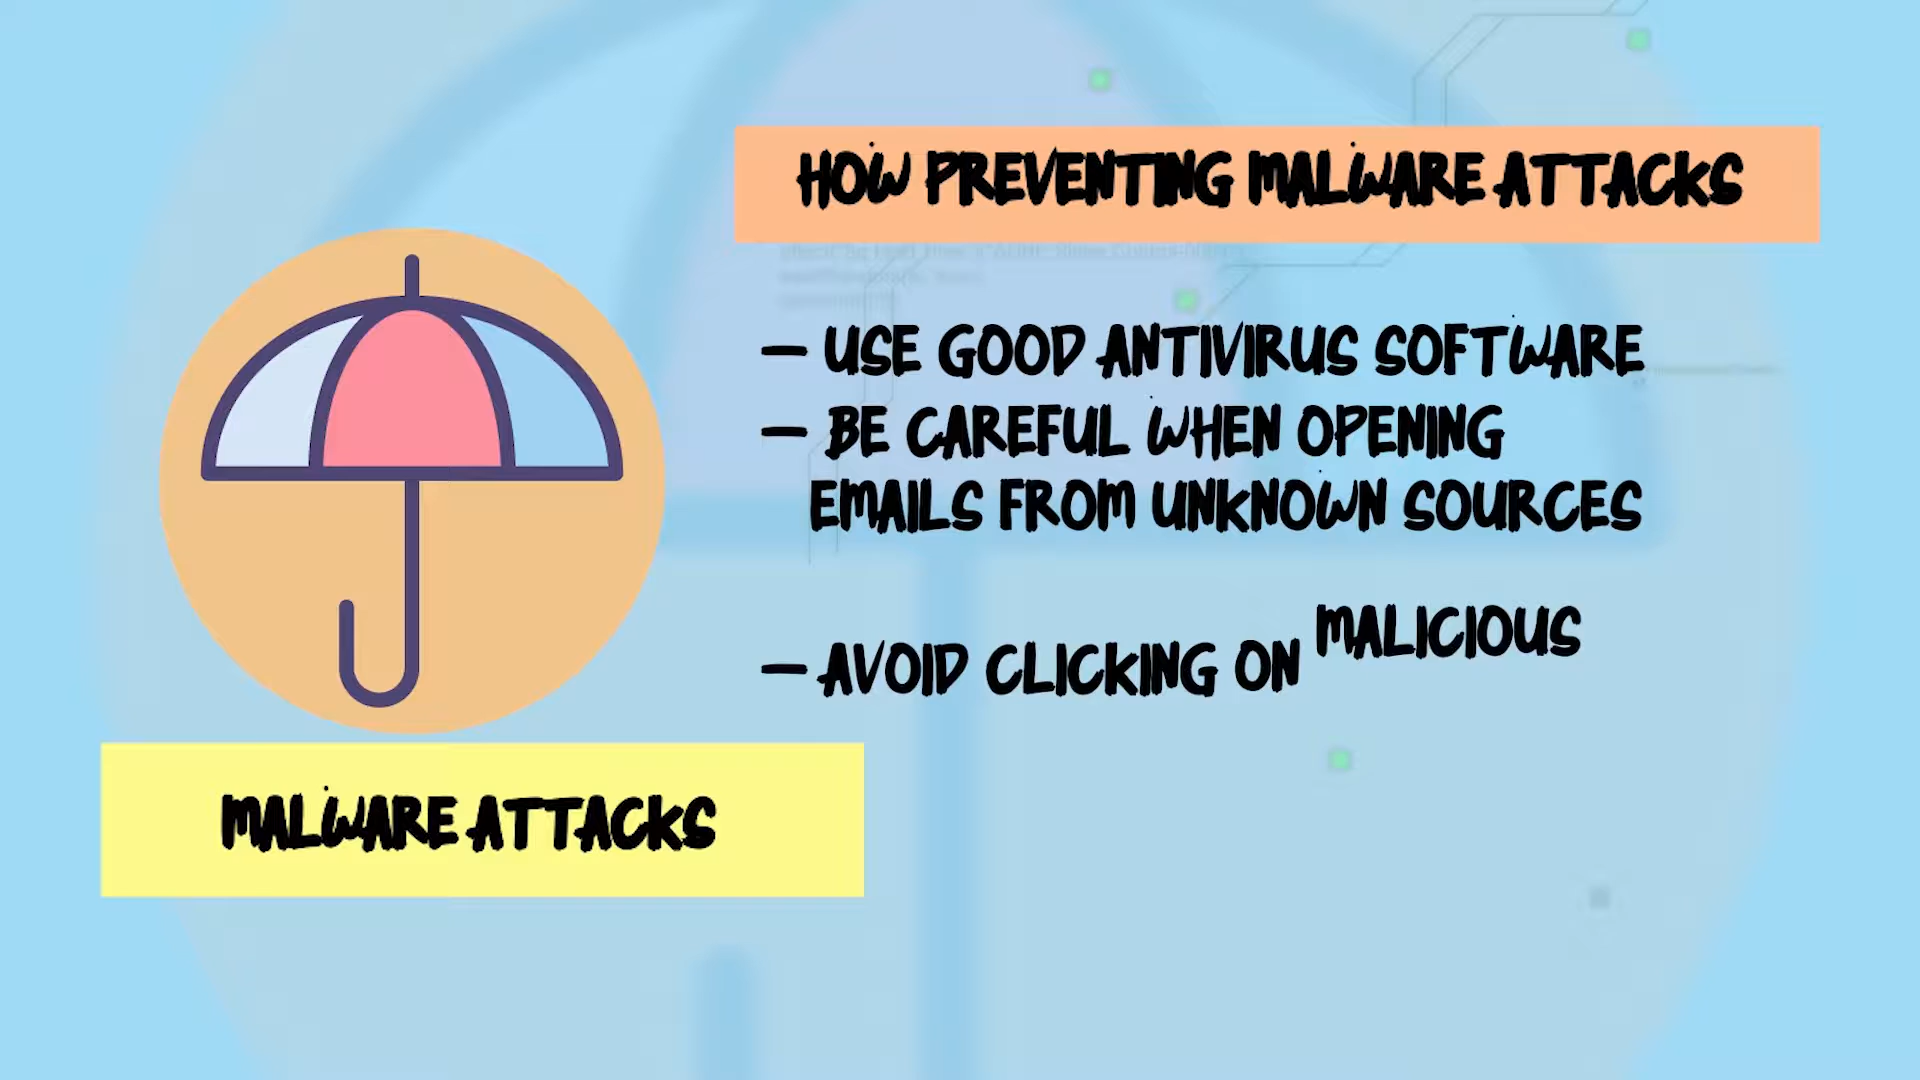 HOW PREVENTING MALWARE ATTACKS
– USE GOOD ANTIVIRUS SOFTWARE
– BE CAREFUL WHEN OPENING
EMAILS FROM UNKNOWN SOURCES
– AVOID CLICKING ON MALICIOUS
MALWARE ATTACKS